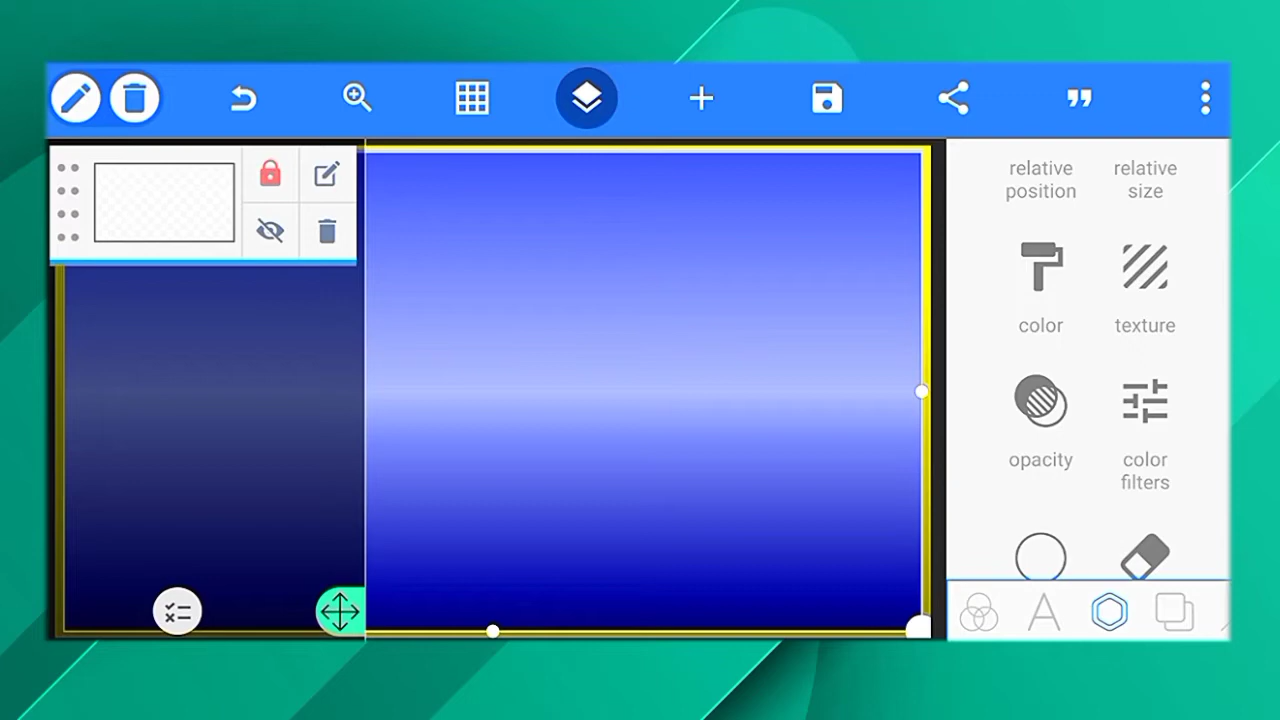 relative
position
relative
size
color
texture
opacity
color
filters